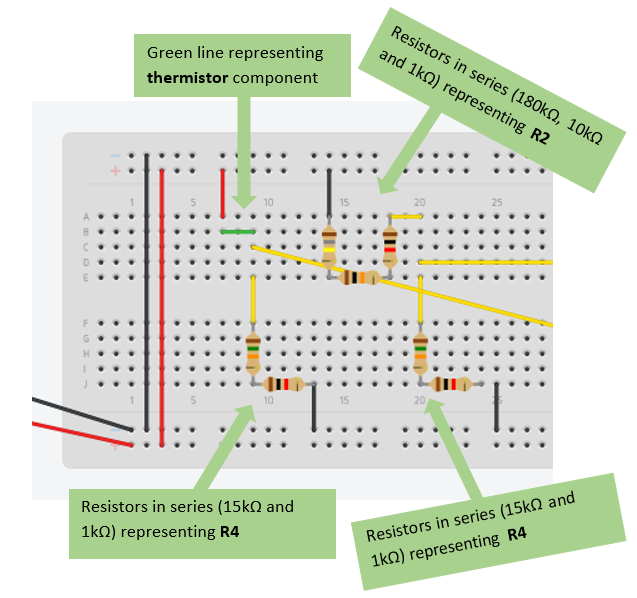 Green line representing
thermistor component
Resistors in series (180kΩ, 10kΩ
and 1kΩ) representing R2
− −
+ +
1 5 10 15 20 25
A
B
C
D
E
F
G
H
I
J
1 5 10 15 20 25
−
+
Resistors in series (15kΩ and
1kΩ) representing R4
Resistors in series (15kΩ and
1kΩ) representing R4